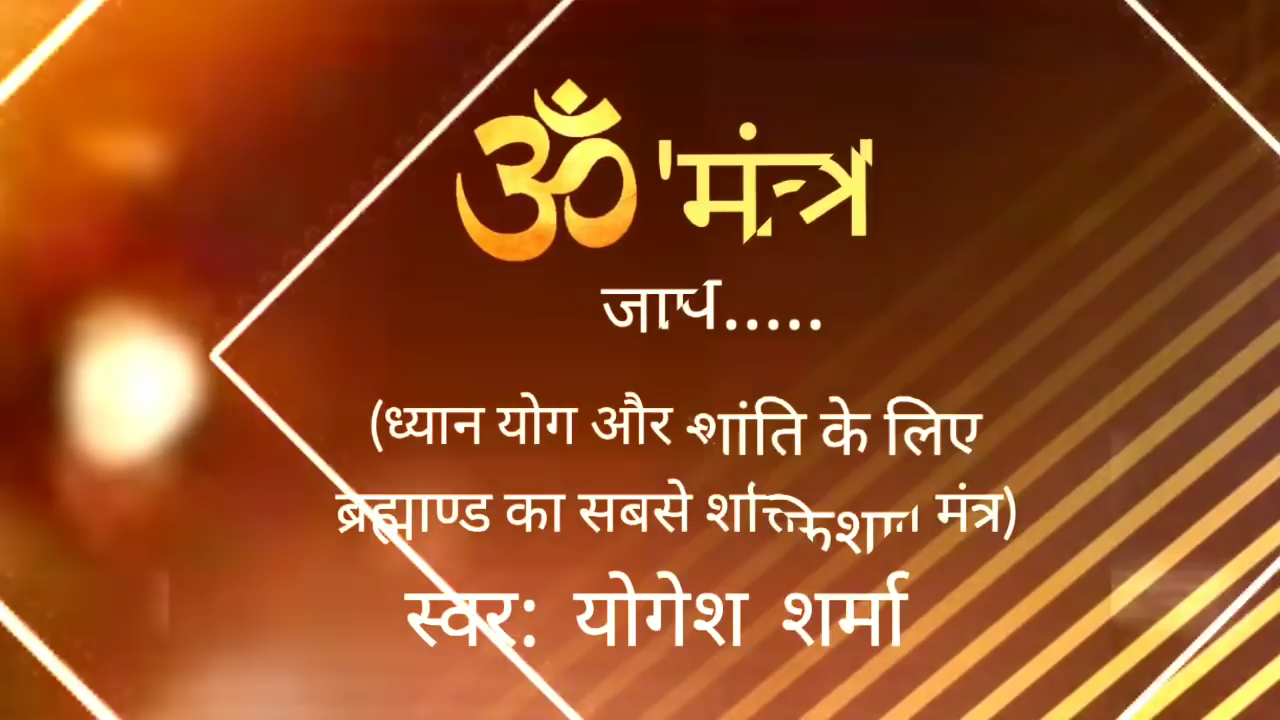 ॐ 'मंत्र
जाप.....
(ध्यान योग और शांति के लिए
ब्रह्माण्ड का सबसे मंत्र)
स्वर: योगेश शर्मा